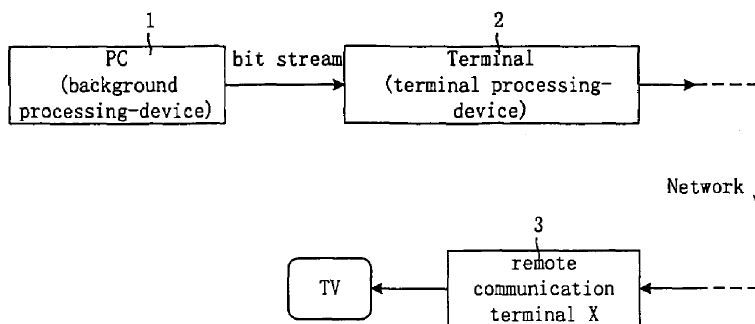 1
2
PC
(background
processing-device)
bit stream
Terminal
(terminal processing-
device)
Network
3
remote
communication
terminal X
TV